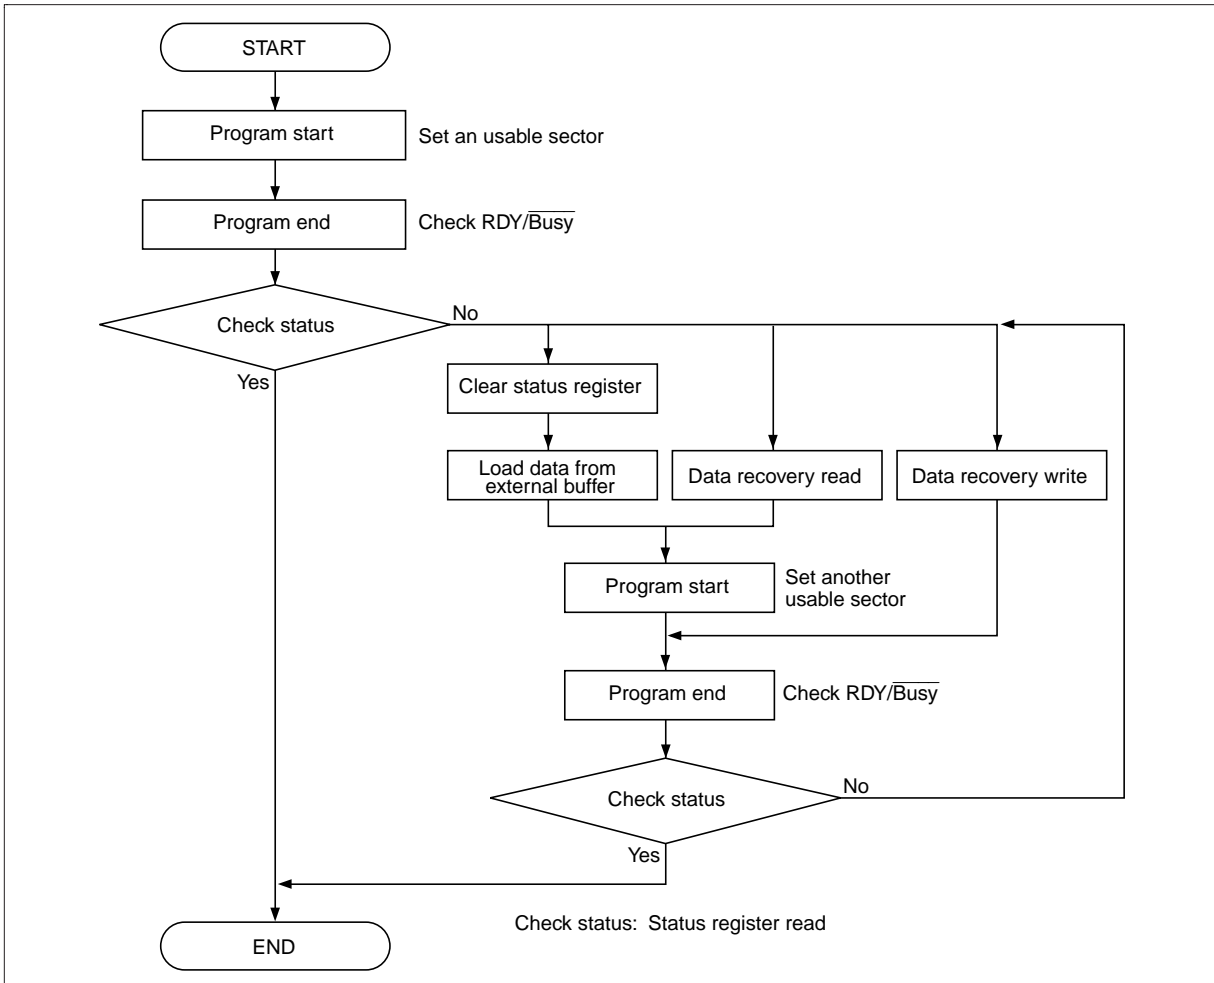 START
Program start
Set an usable sector
Program end
Check RDY/Busy
Check status
No
Yes
Clear status register
Load data from
external buffer
Data recovery read
Data recovery write
Program start
Set another
usable sector
Program end
Check RDY/Busy
Check status
No
Yes
Check status: Status register read
END